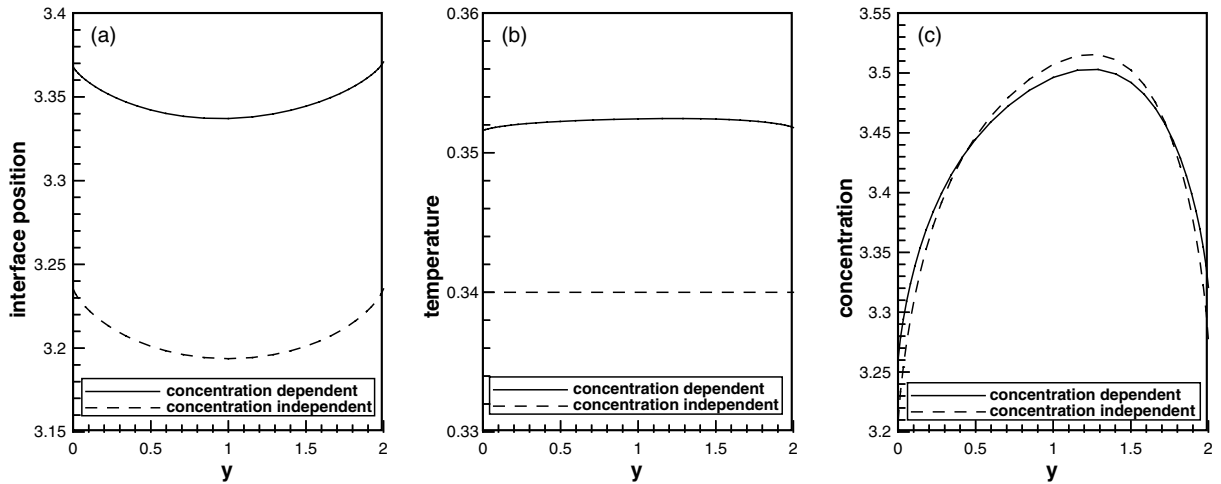 (a)
interface position
3.4
3.35
3.3
3.25
3.2
3.15
concentration dependent
concentration independent
0
0.5
1
1.5
2
y
(b)
temperature
0.36
0.35
0.34
0.33
concentration dependent
concentration independent
0
0.5
1
1.5
2
y
(c)
concentration
3.55
3.5
3.45
3.4
3.35
3.3
3.25
3.2
concentration dependent
concentration independent
0
0.5
1
1.5
2
y